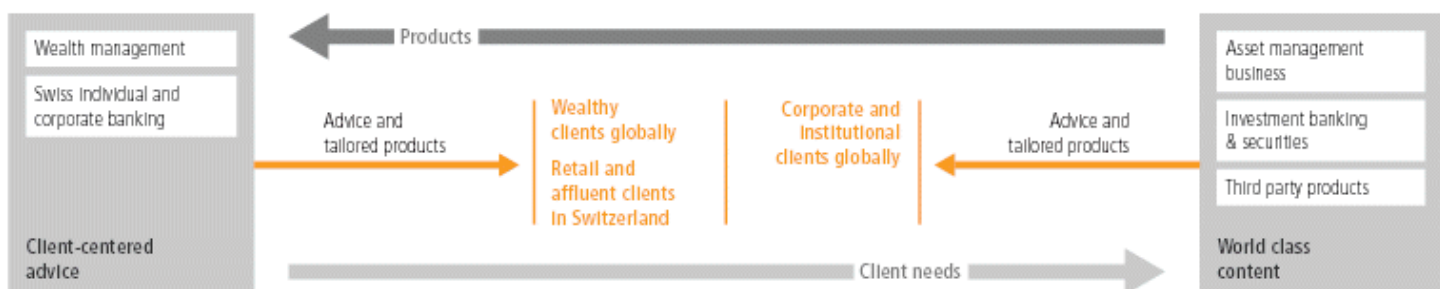 Wealth management
Swiss individual and
corporate banking
Client-centered
advice
Products
Advice and
tailored products
Wealthy
clients globally
Retail and
affluent clients
in Switzerland
Corporate and
institutional
clients globally
Advice and
tailored products
Client needs
Asset management
business
Investment banking
& securities
Third party products
World class
content